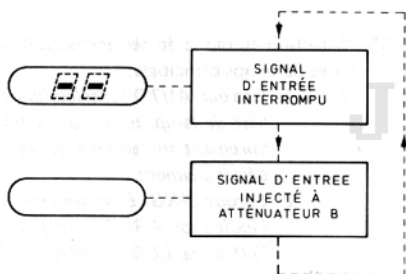 SIGNAL
D'ENTRÉE
INTERROMPU
J
SIGNAL D'ENTREE
INJECTÉ À
ATTÉNUATEUR B